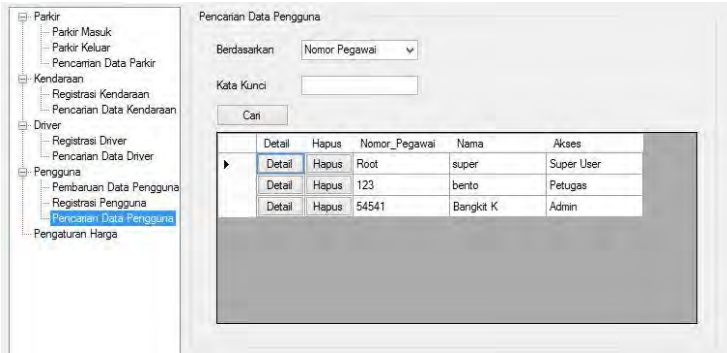 Parkir
Parkir Masuk
Parkir Keluar
Pencarian Data Parkir
Kendaraan
Registrasi Kendaraan
Pencarian Data Kendaraan
Driver
Registrasi Driver
Pencarian Data Driver
Pengguna
Pembaruan Data Pengguna
Registrasi Pengguna
Pencarian Data Pengguna
Pengaturan Harga
Pencarian Data Pengguna
Berdasarkan Nomor Pegawai
Kata Kunci
Cari
Detail Hapus Nomor_Pegawai Nama Akses
Detail Hapus Root super Super User
Detail Hapus 123 bento Petugas
Detail Hapus 54541 Bangkit K Admin